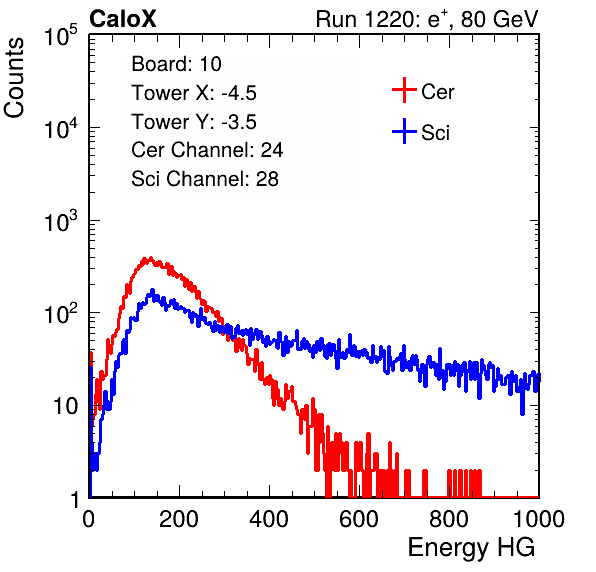 CaloX Run 1220: e⁺, 80 GeV
Counts
10⁵
10⁴
10³
10²
10
1
Board: 10
Tower X: -4.5
Tower Y: -3.5
Cer Channel: 24
Sci Channel: 28
Cer
Sci
0 200 400 600 800 1000
Energy HG